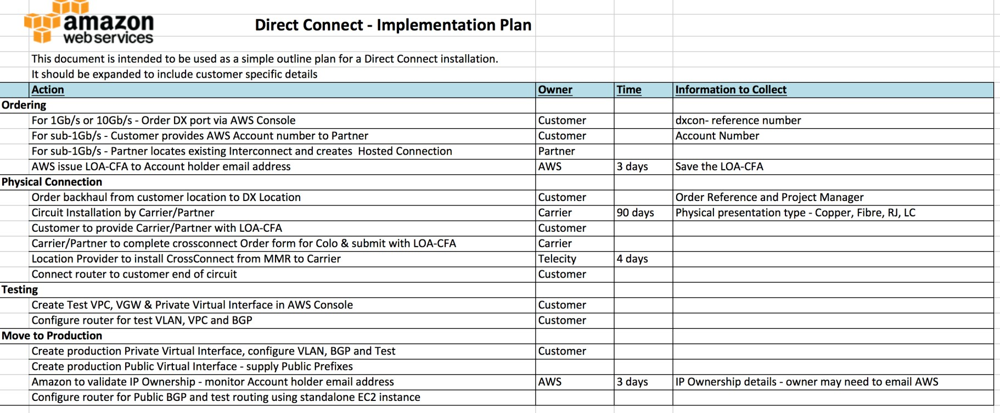 amazon
web services
Direct Connect - Implementation Plan
This document is intended to be used as a simple outline plan for a Direct Connect installation.
It should be expanded to include customer specific details
Action Owner Time Information to Collect
Ordering
For 1Gb/s or 10Gb/s - Order DX port via AWS Console Customer dxcon- reference number
For sub-1Gb/s - Customer provides AWS Account number to Partner Customer Account Number
For sub-1Gb/s - Partner locates existing Interconnect and creates  Hosted Connection Partner
AWS issue LOA-CFA to Account holder email address AWS 3 days Save the LOA-CFA
Physical Connection
Order backhaul from customer location to DX Location Customer Order Reference and Project Manager
Circuit Installation by Carrier/Partner Carrier 90 days Physical presentation type - Copper, Fibre, RJ, LC
Customer to provide Carrier/Partner with LOA-CFA Customer
Carrier/Partner to complete crossconnect Order form for Colo & submit with LOA-CFA Carrier
Location Provider to install CrossConnect from MMR to Carrier Telecity 4 days
Connect router to customer end of circuit Customer
Testing
Create Test VPC, VGW & Private Virtual Interface in AWS Console Customer
Configure router for test VLAN, VPC and BGP Customer
Move to Production
Create production Private Virtual Interface, configure VLAN, BGP and Test Customer
Create production Public Virtual Interface - supply Public Prefixes
Amazon to validate IP Ownership - monitor Account holder email address AWS 3 days IP Ownership details - owner may need to email AWS
Configure router for Public BGP and test routing using standalone EC2 instance